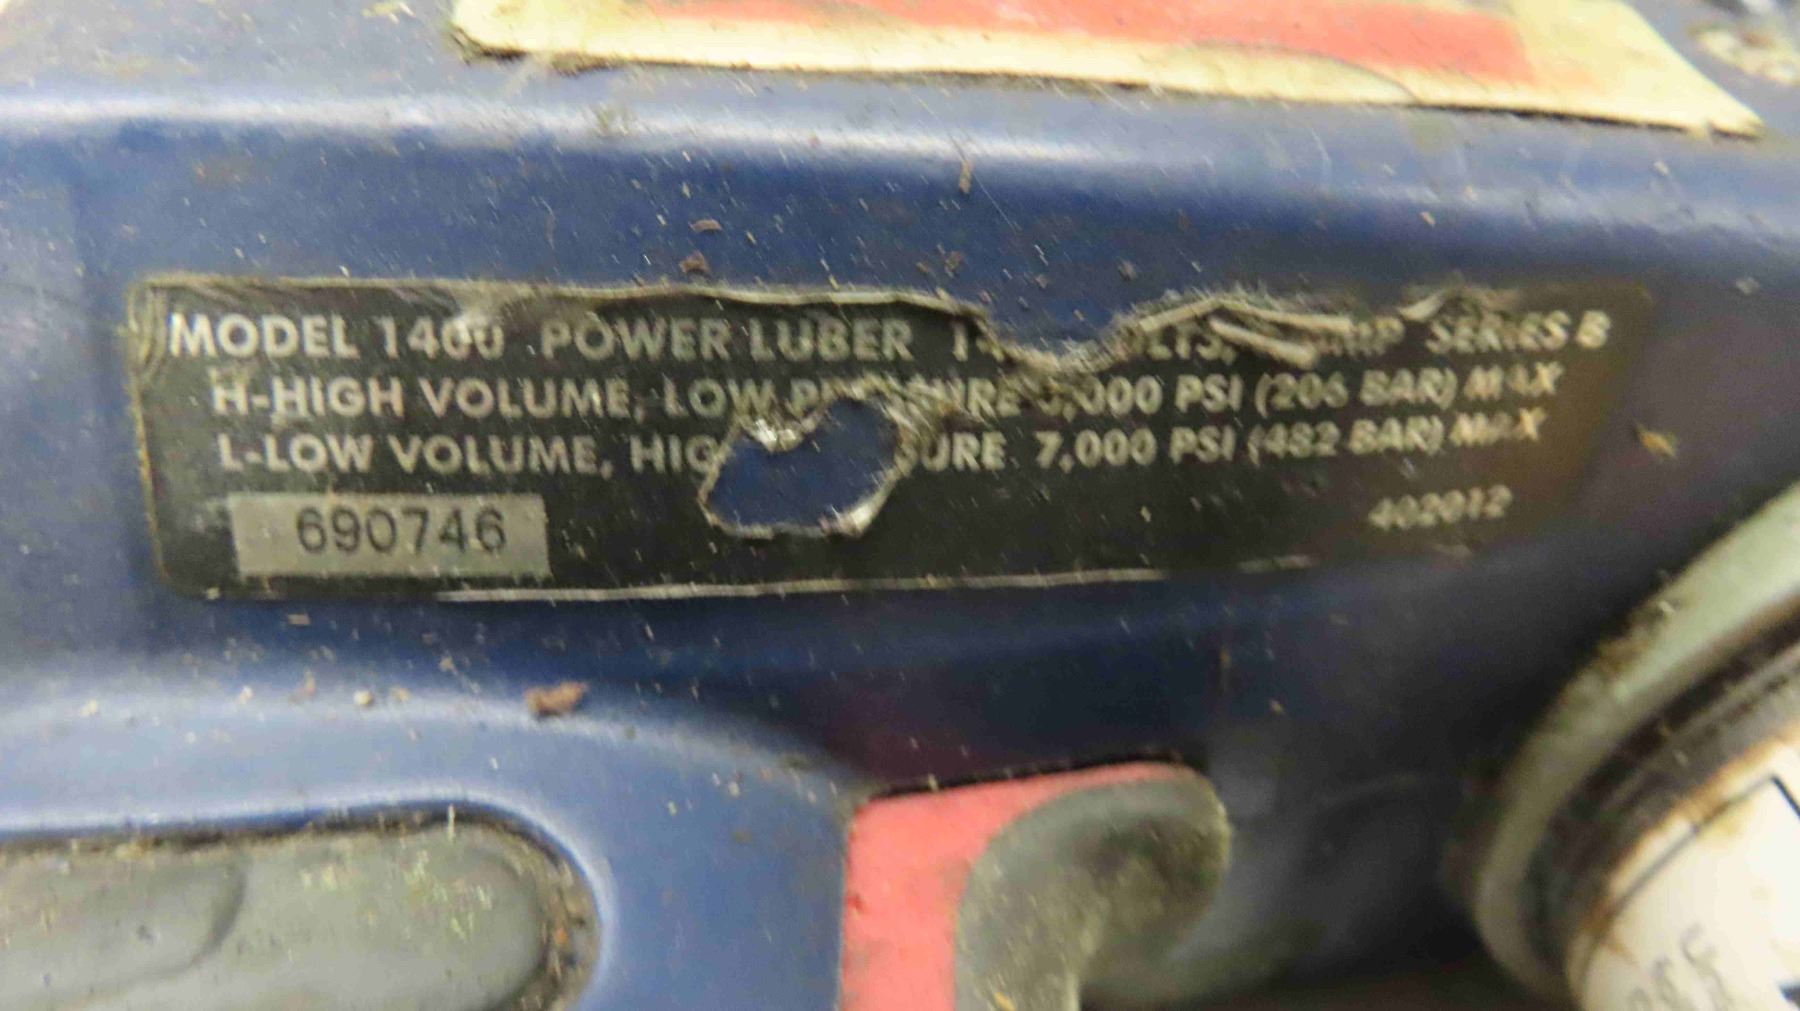 MODEL 1400 POWER LUBER SERIES B
H-HIGH VOLUME, LOW PSI (206 BAR) MAX
L-LOW VOLUME, 7,000 PSI (482 BAR) MAX
690746
402012